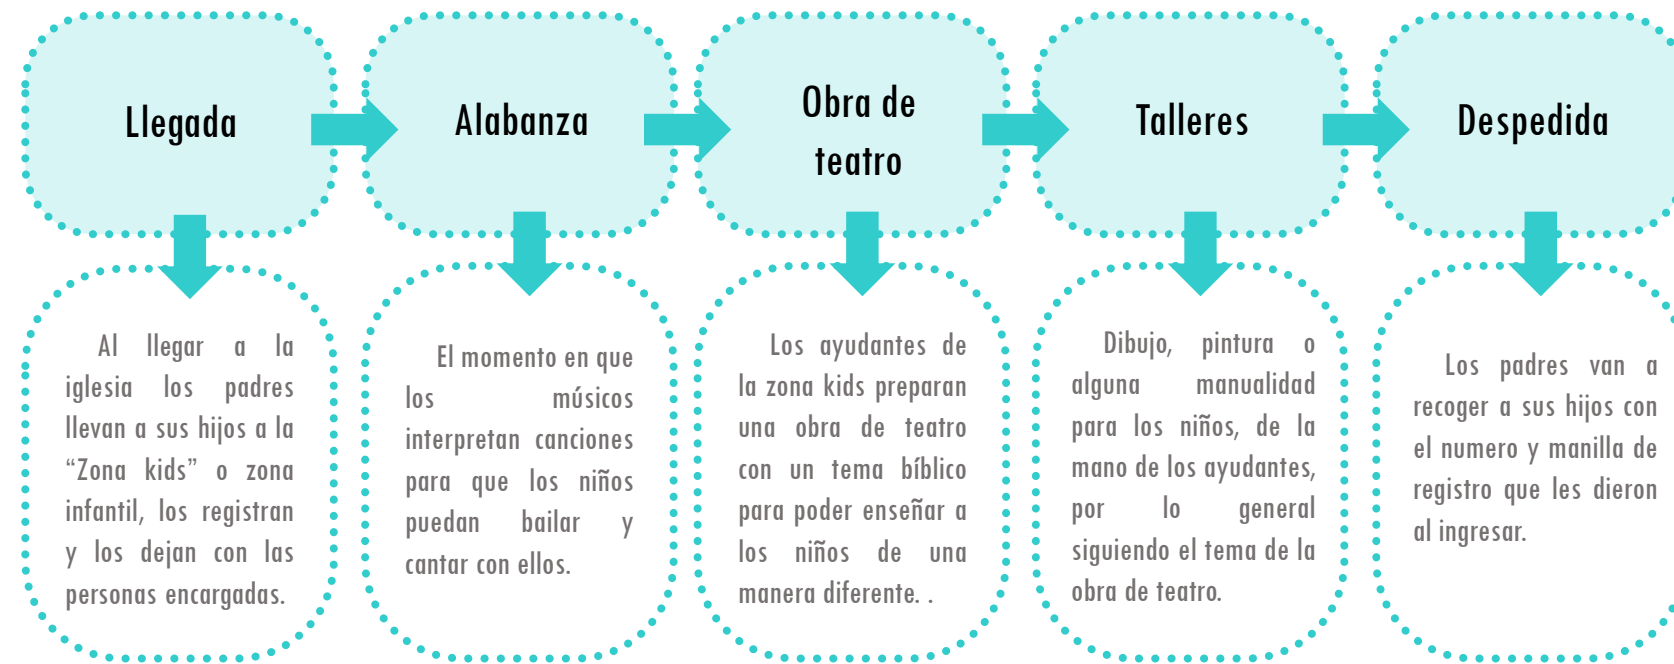 Llegada
Alabanza
Obra de
teatro
Talleres
Despedida
Al llegar a la
iglesia los padres
llevan a sus hijos a la
“Zona kids” o zona
infantil, los registran
y los dejan con las
personas encargadas.
El momento en que
los músicos
interpretan canciones
para que los niños
puedan bailar y
cantar con ellos.
Los ayudantes de
la zona kids preparan
una obra de teatro
con un tema bíblico
para poder enseñar a
los niños de una
manera diferente. .
Dibujo, pintura o
alguna manualidad
para los niños, de la
mano de los ayudantes,
por lo general
siguiendo el tema de la
obra de teatro.
Los padres van a
recoger a sus hijos con
el numero y manilla de
registro que les dieron
al ingresar.